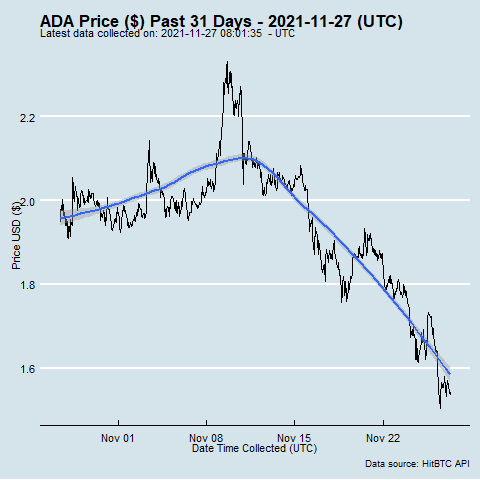 ADA Price ($) Past 31 Days - 2021-11-27 (UTC)
Latest data collected on: 2021-11-27 08:01:35 - UTC
Price USD ($)
2.2
2.0
1.8
1.6
Nov 01 Nov 08 Nov 15 Nov 22
Date Time Collected (UTC)
Data source: HitBTC API